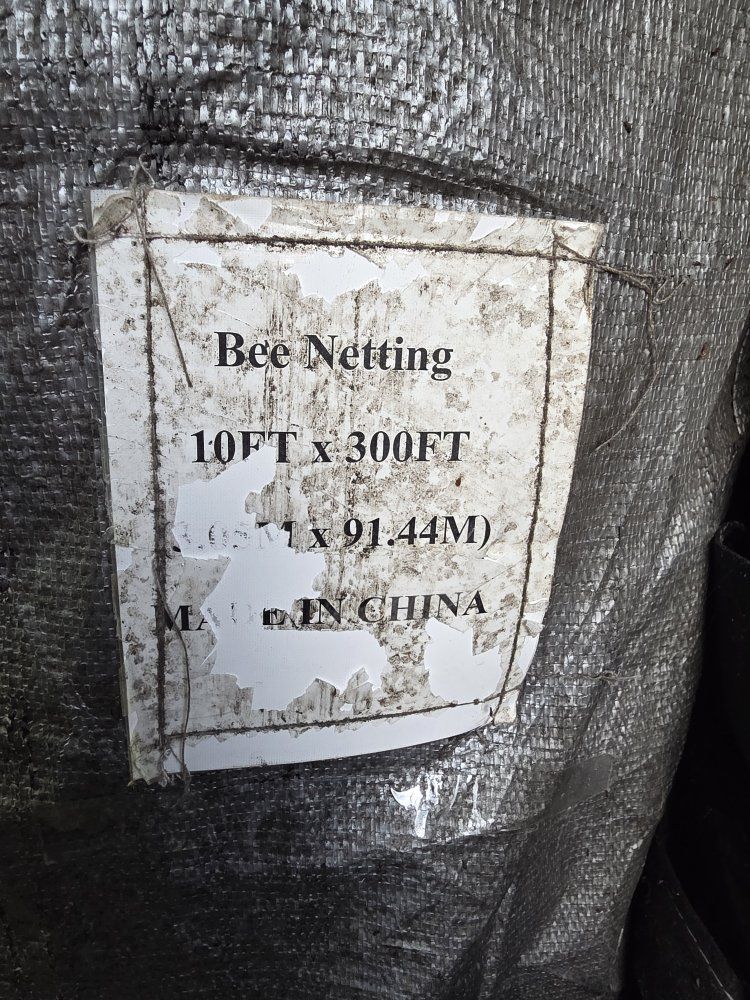 Bee Netting
10FT x 300FT
x 91.44M)
IN CHINA